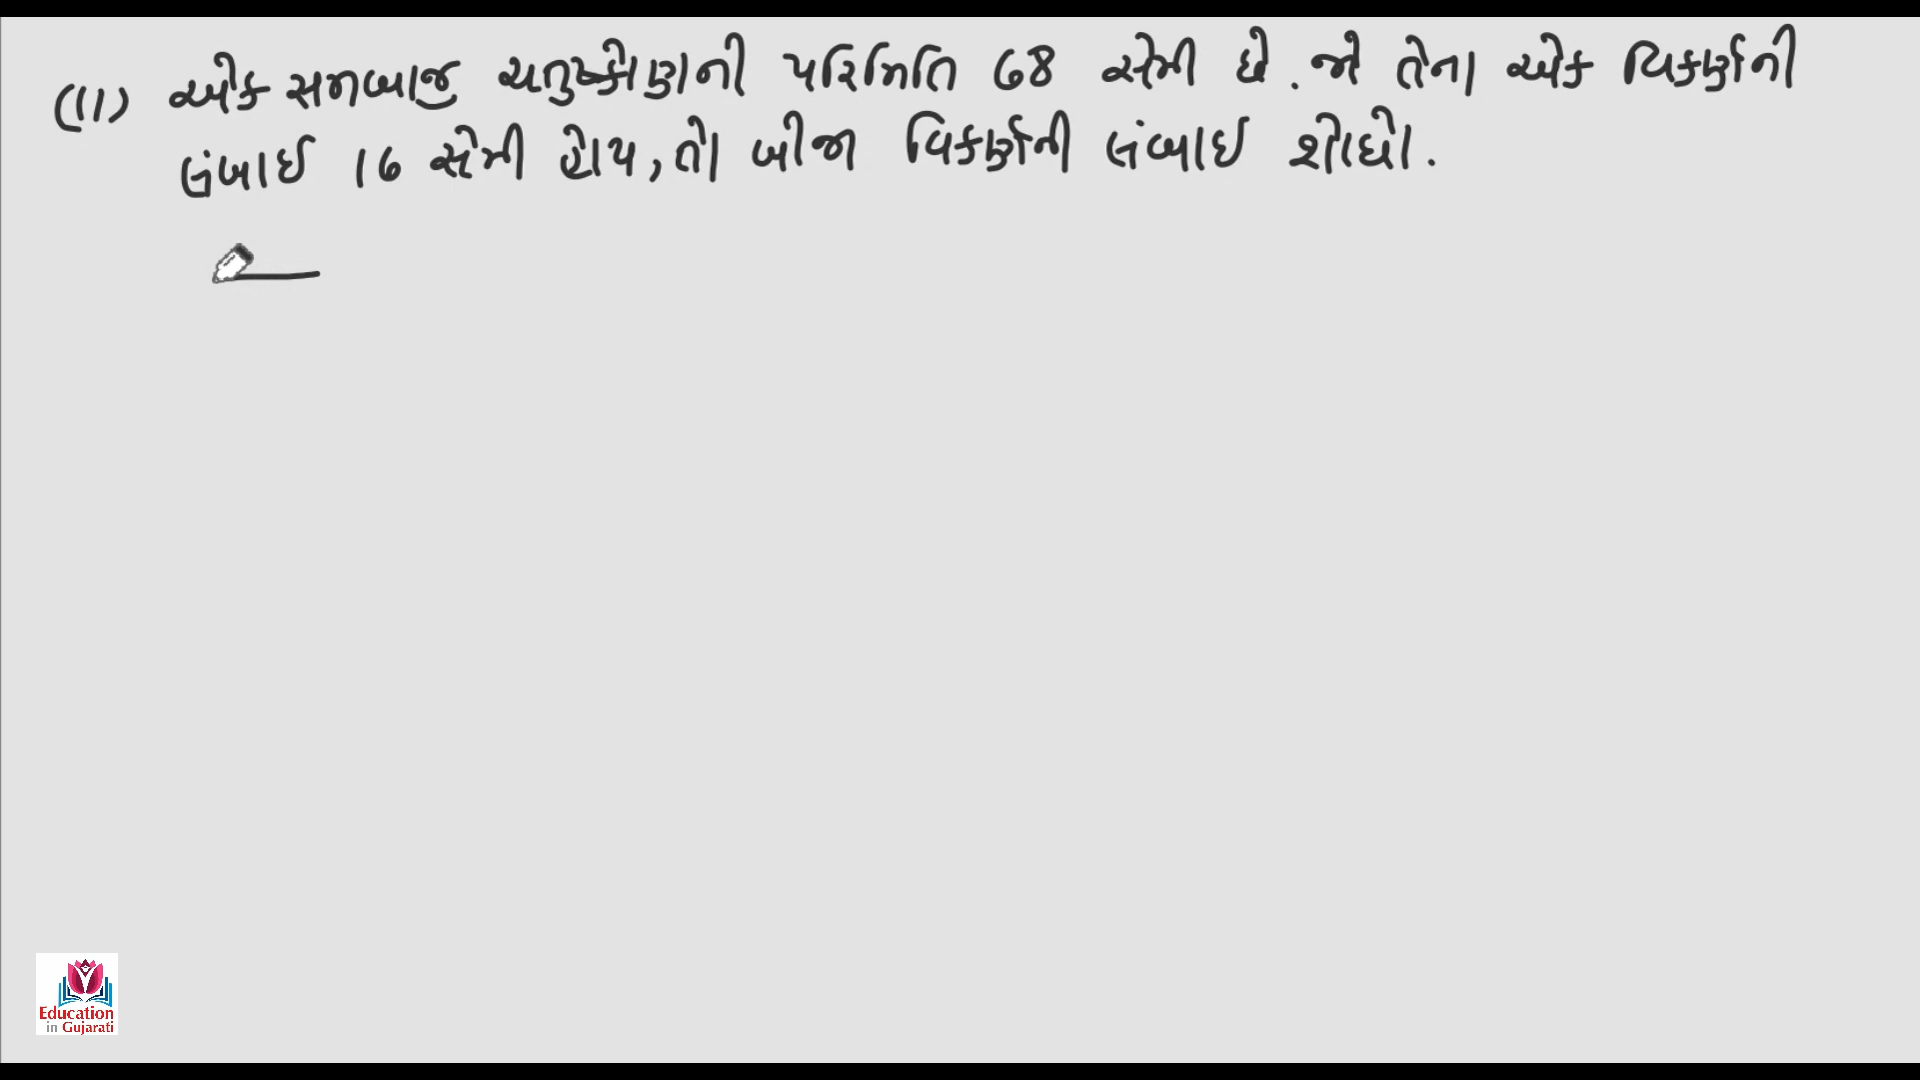 (11) એક સમબાજુ ચતુષ્કોણની પરિમિતિ 68 સેમી છે. જો તેના એક વિકર્ણની
લંબાઈ 16 સેમી હોય, તો બીજા વિકર્ણની લંબાઈ શોધો.
Education
in Gujarati